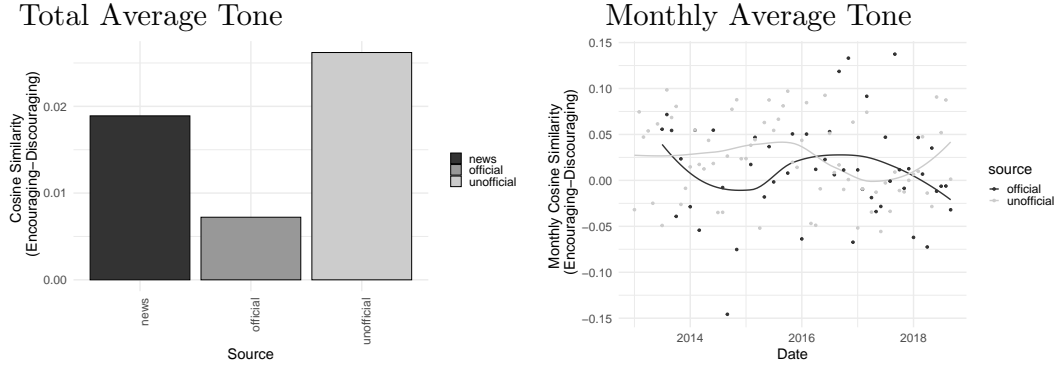 Total Average Tone
Cosine Similarity
(Encouraging−Discouraging)
0.02
0.01
0.00
news
official
unofficial
Source
news
official
unofficial
Monthly Average Tone
Monthly Cosine Similarity
(Encouraging−Discouraging)
0.15
0.10
0.05
0.00
−0.05
−0.10
−0.15
2014
2016
2018
Date
source
official
unofficial